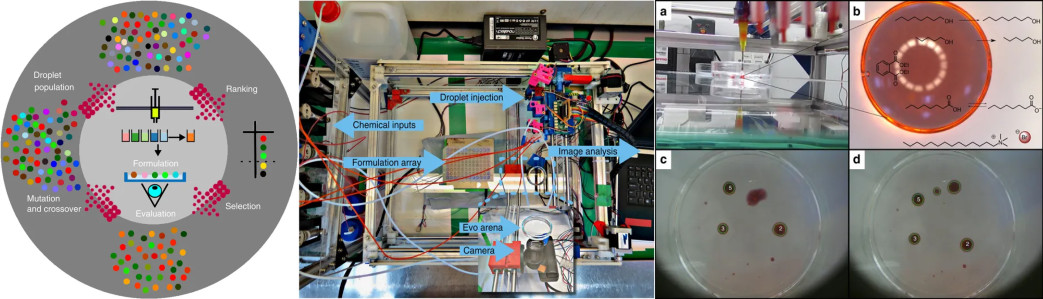 Droplet
population
Ranking
Formulation
Mutation
and crossover
Evaluation
Selection
Droplet injection
Chemical inputs
Image analysis
Formulation array
Evo arena
Camera
a
b
OH
OH
OH
OH
OH
O
c
5
3
2
d
5
3
2